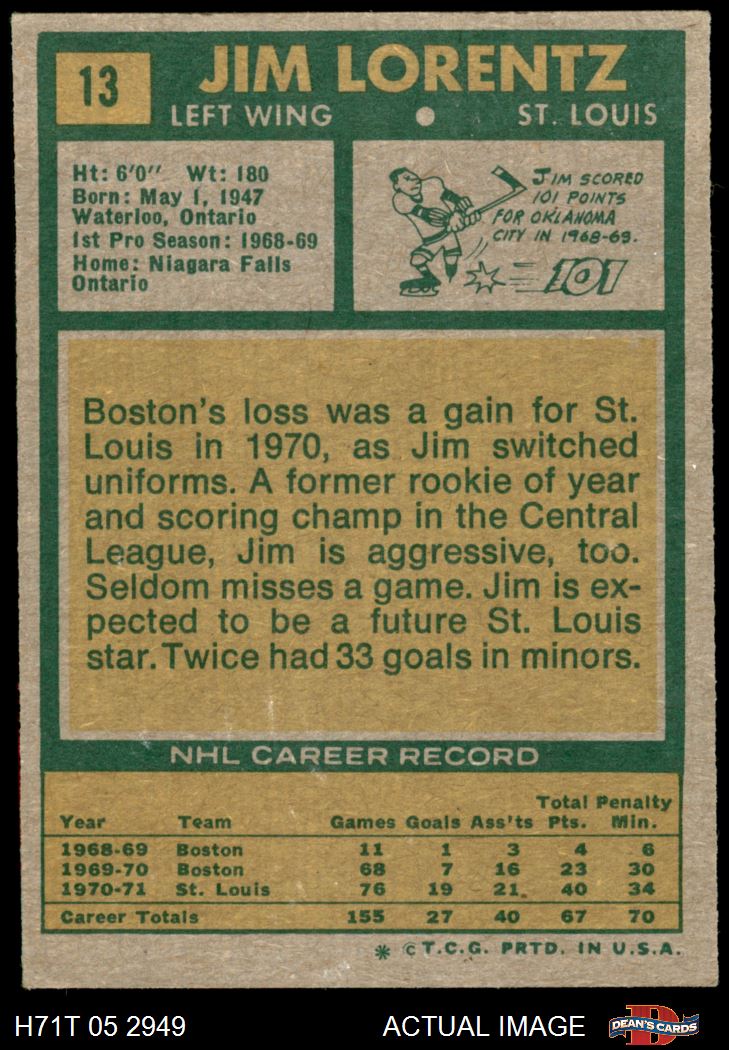 13
JIM LORENTZ
LEFT WING • ST. LOUIS
Ht: 6'0'' Wt: 180
Born: May 1, 1947
Waterloo, Ontario
1st Pro Season: 1968-69
Home: Niagara Falls
Ontario
JIM SCORED
101 POINTS
FOR OKLAHOMA
CITY IN 1968-69.
101
Boston's loss was a gain for St.
Louis in 1970, as Jim switched
uniforms. A former rookie of year
and scoring champ in the Central
League, Jim is aggressive, too.
Seldom misses a game. Jim is ex-
pected to be a future St. Louis
star. Twice had 33 goals in minors.
NHL CAREER RECORD
Total Penalty
Year Team Games Goals Ass'ts Pts. Min.
1968-69 Boston 11 1 3 4 6
1969-70 Boston 68 7 16 23 30
1970-71 St. Louis 76 19 21 40 34
Career Totals 155 27 40 67 70
* © T.C.G. PRTD. IN U.S.A.
H71T 05 2949 ACTUAL IMAGE D DEAN'S CARDS